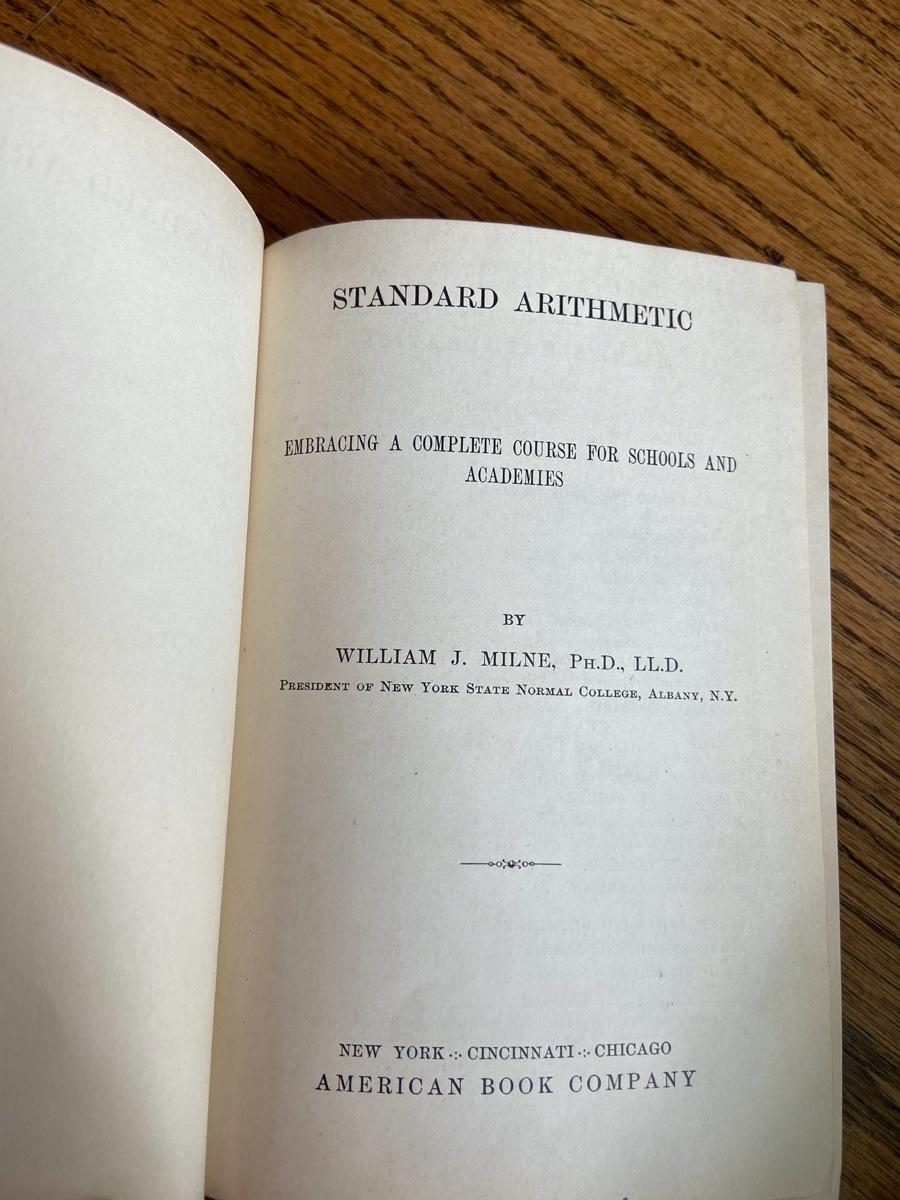 STANDARD ARITHMETIC
EMBRACING A COMPLETE COURSE FOR SCHOOLS AND
ACADEMIES
BY
WILLIAM J. MILNE, Ph.D., LL.D.
President of New York State Normal College, Albany, N.Y.
NEW YORK ·:· CINCINNATI ·:· CHICAGO
AMERICAN BOOK COMPANY